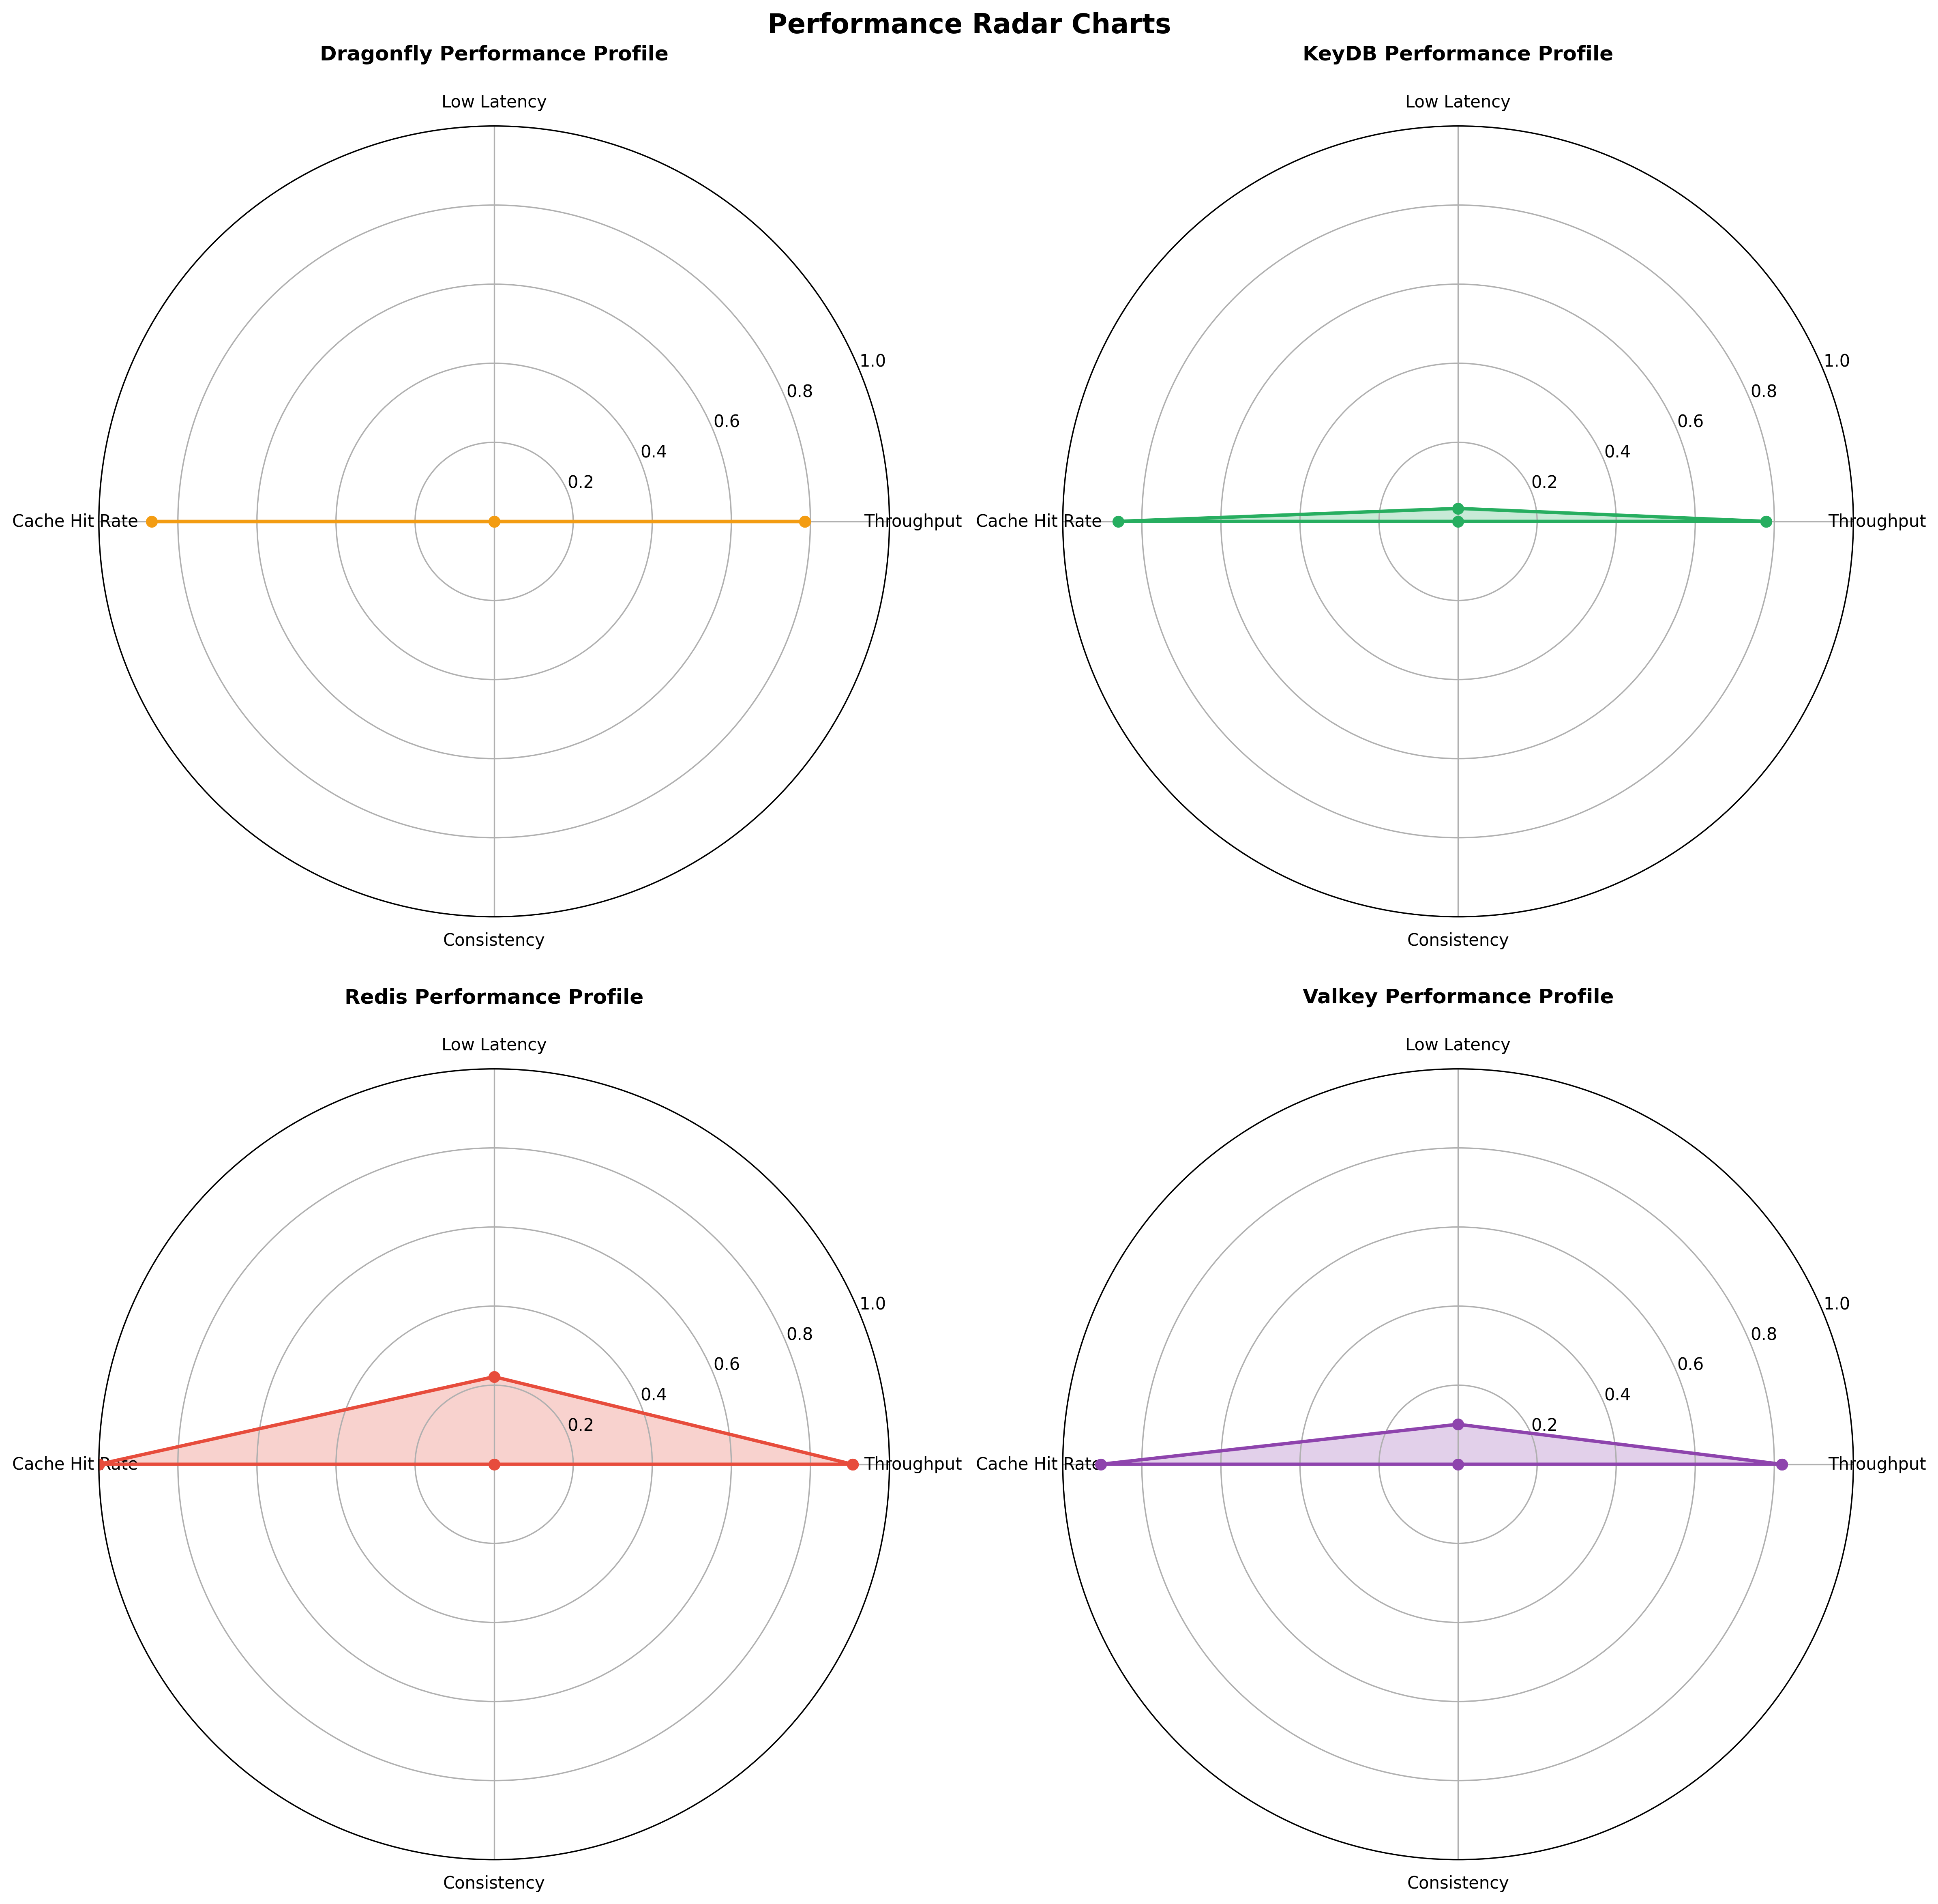 Performance Radar Charts
Dragonfly Performance Profile
Low Latency
1.0
0.8
0.6
0.4
0.2
Cache Hit Rate
Throughput
Consistency
KeyDB Performance Profile
Low Latency
1.0
0.8
0.6
0.4
0.2
Cache Hit Rate
Throughput
Consistency
Redis Performance Profile
Low Latency
1.0
0.8
0.6
0.4
0.2
Cache Hit Rate
Throughput
Consistency
Valkey Performance Profile
Low Latency
1.0
0.8
0.6
0.4
0.2
Cache Hit Rate
Throughput
Consistency